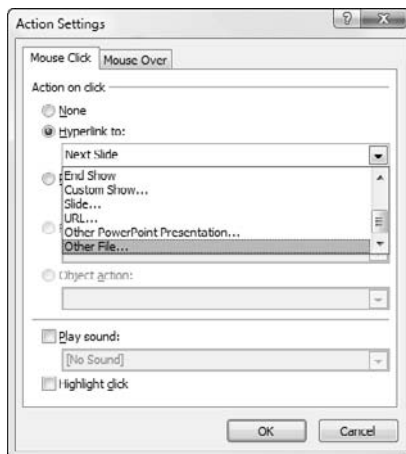 Action Settings
Mouse Click Mouse Over
Action on click
None
Hyperlink to:
Next Slide
End Show
Custom Show...
Slide...
URL...
Other PowerPoint Presentation...
Other File...
Object action:
Play sound:
[No Sound]
Highlight click
OK Cancel